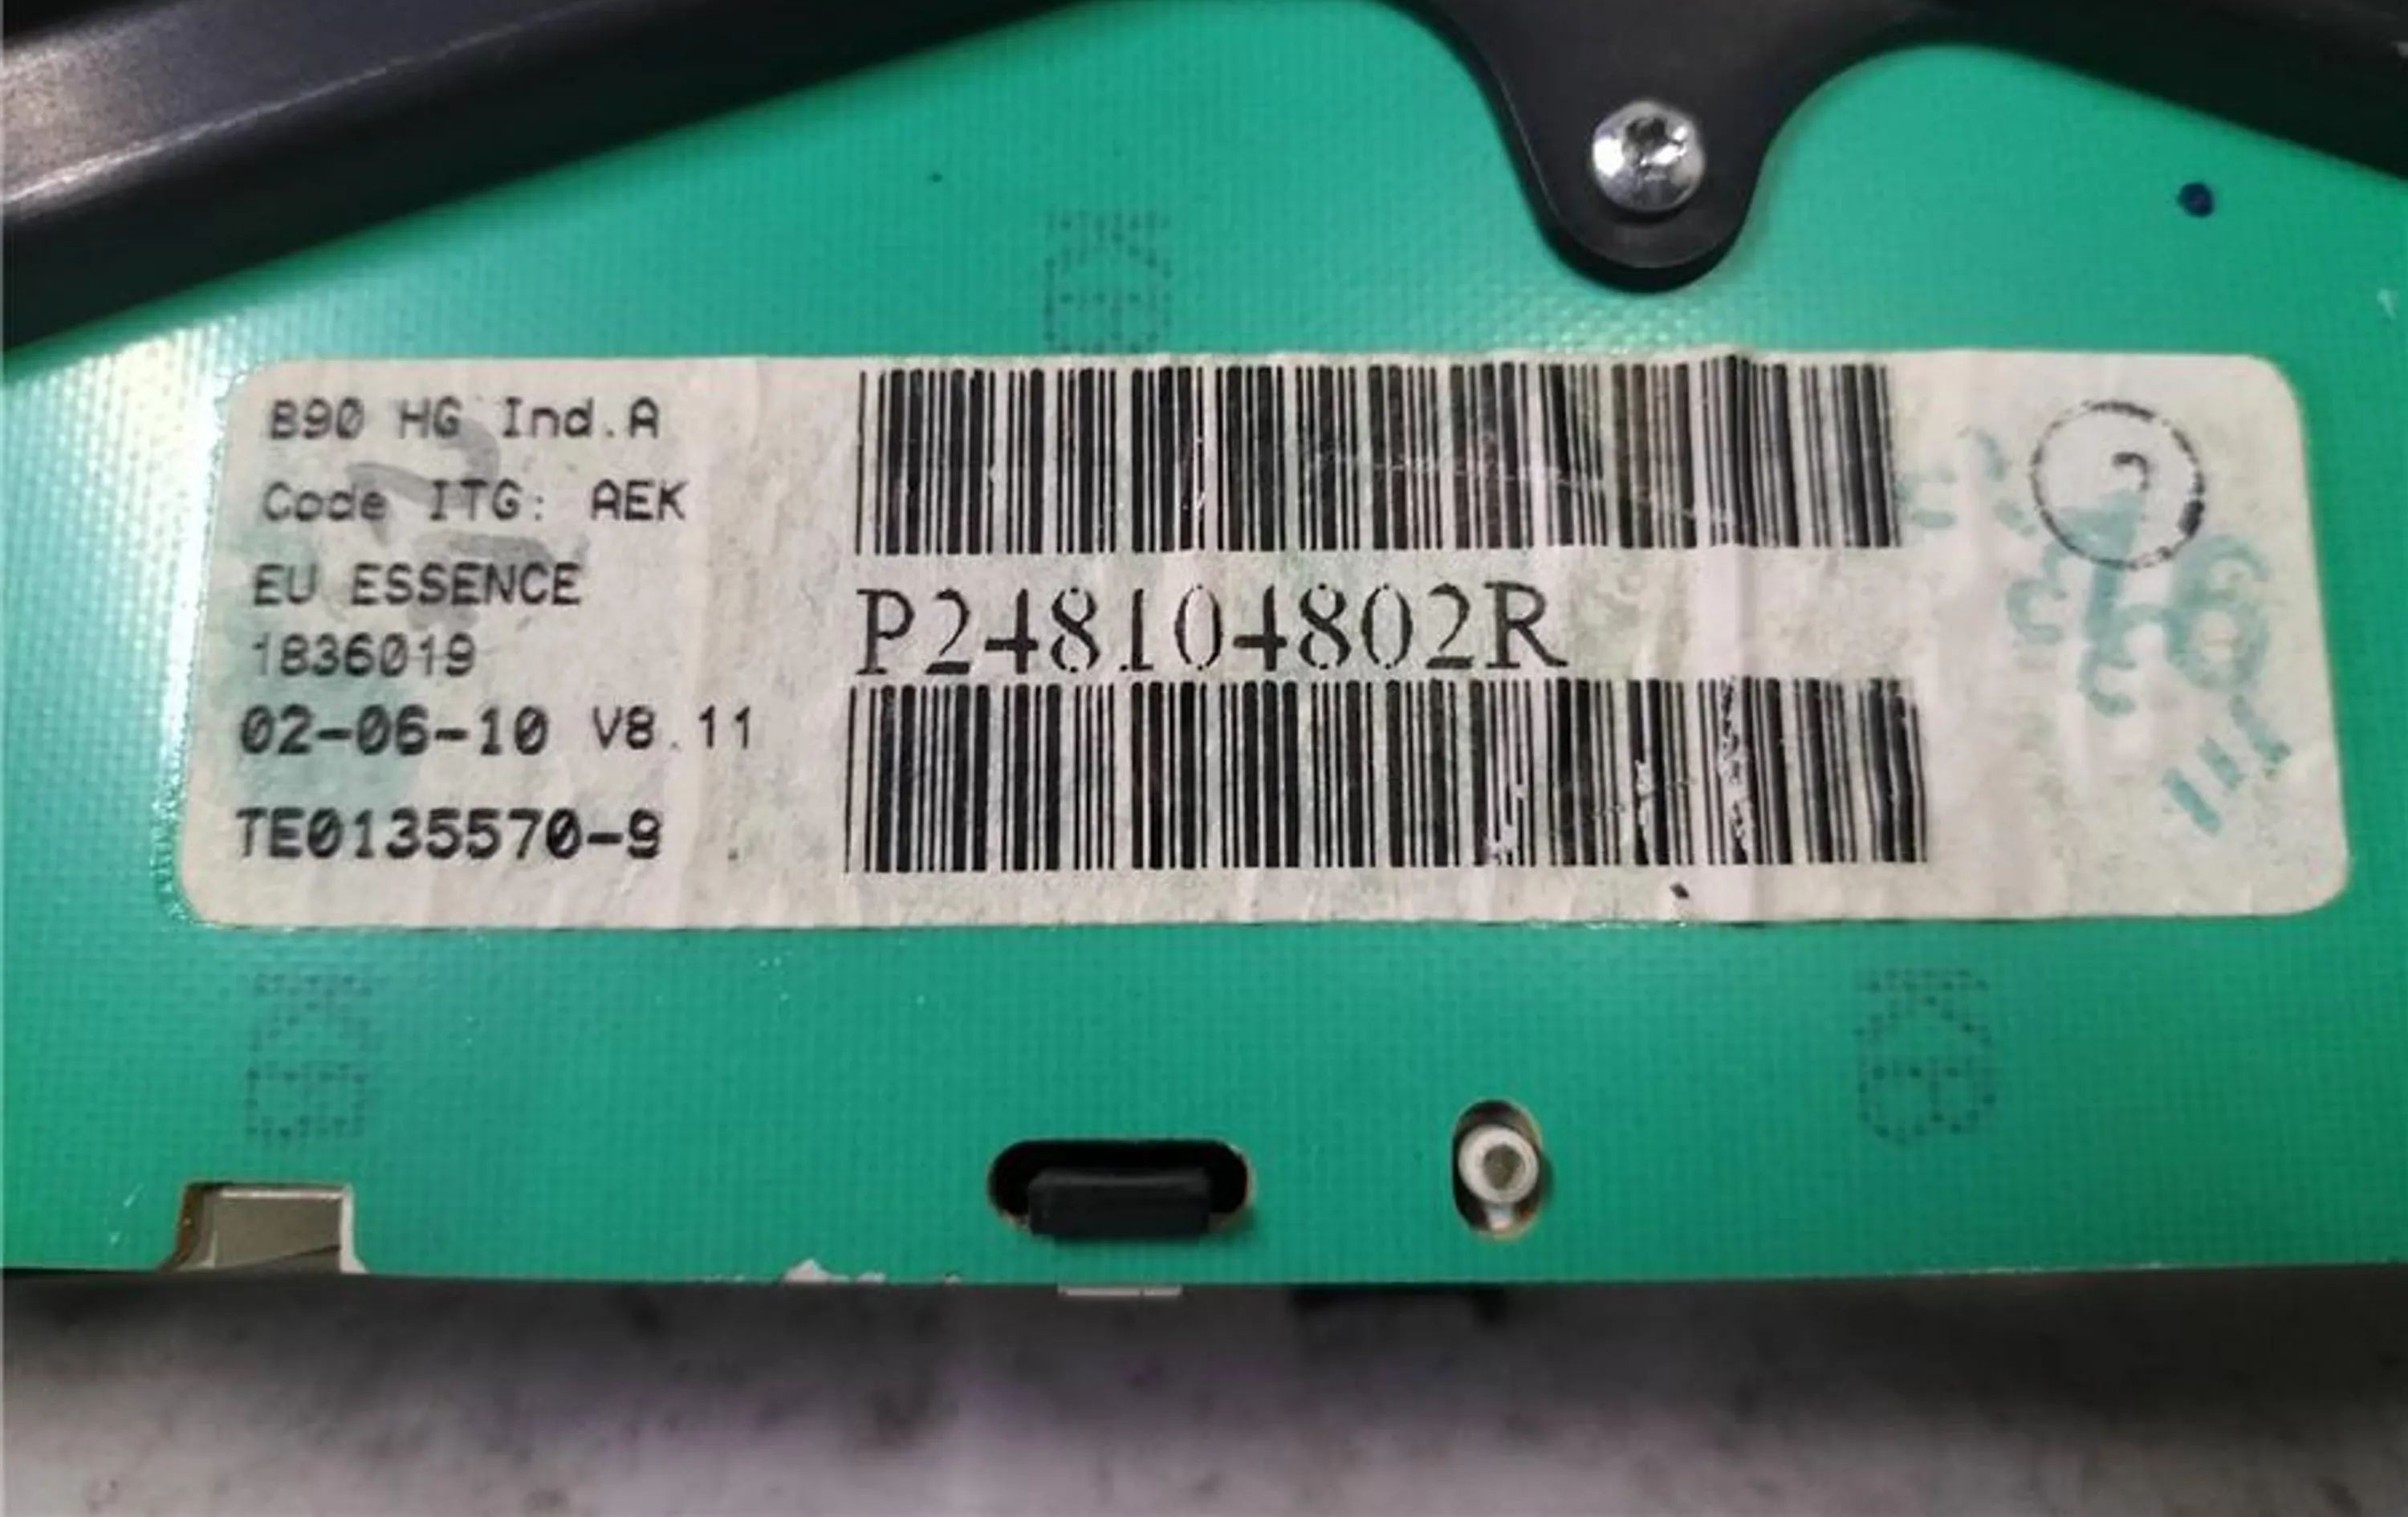 B90 HG Ind.A
Code ITG: AEK
EU ESSENCE
1836019
02-06-10 V8.11
TE0135570-9
P248104802R